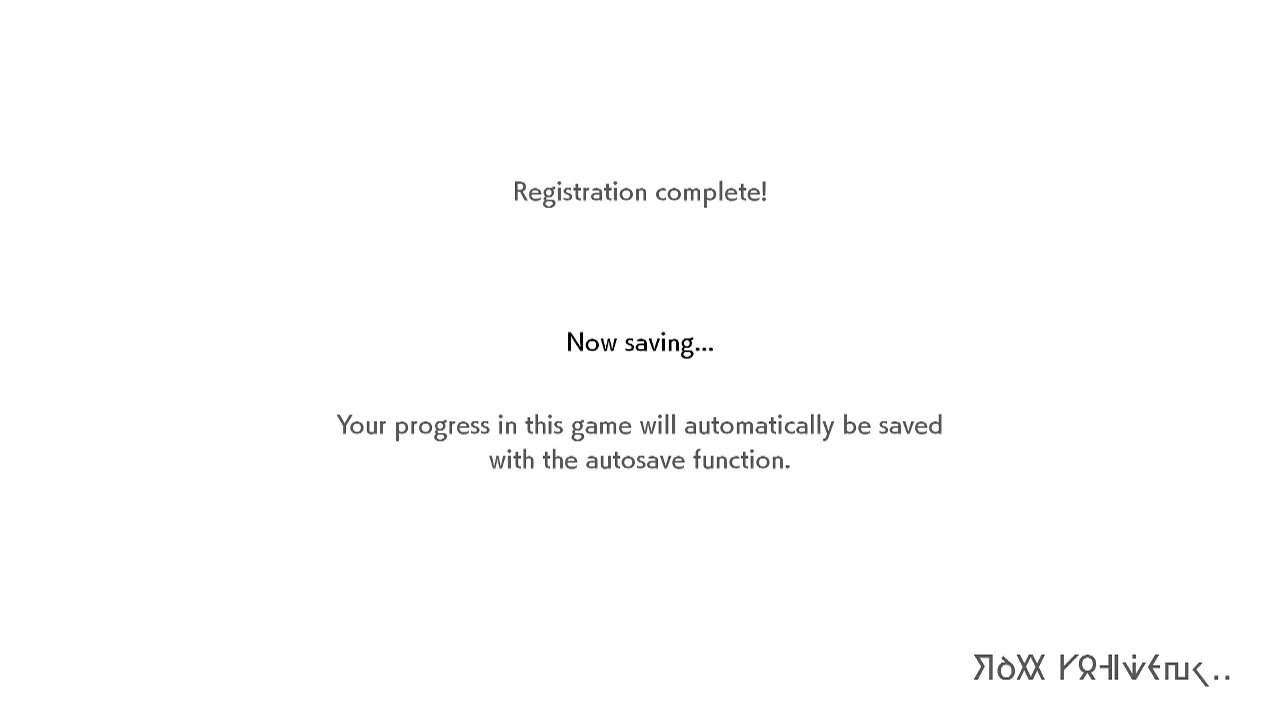 Registration complete!
Now saving...
Your progress in this game will automatically be saved
with the autosave function.